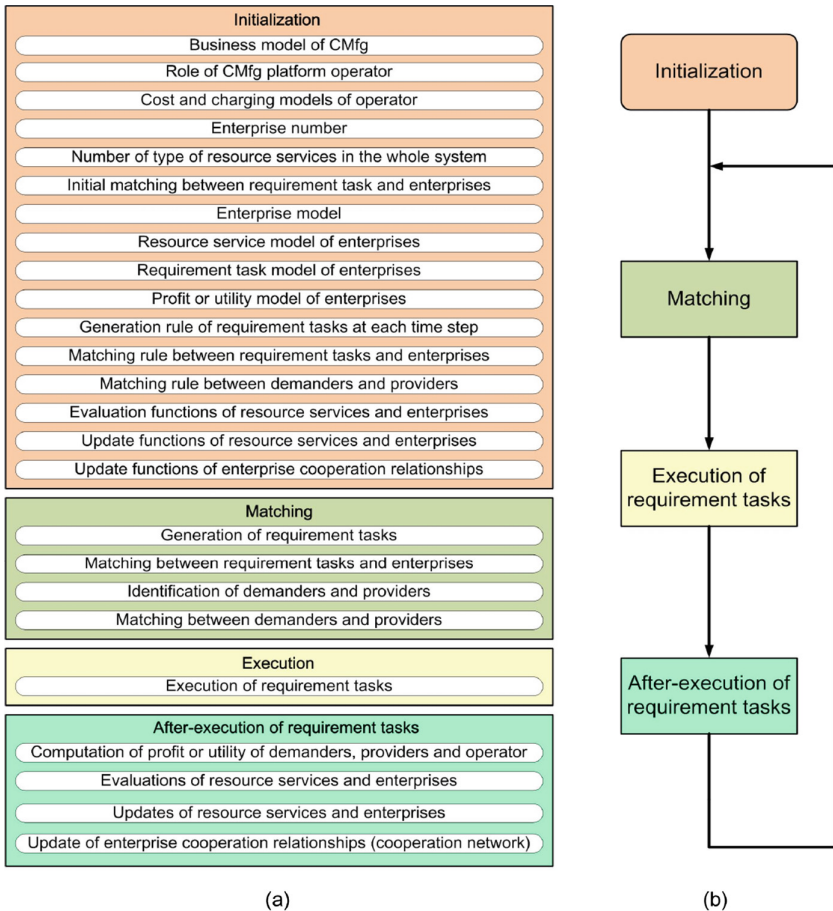 Initialization
Business model of CMfg
Role of CMfg platform operator
Cost and charging models of operator
Enterprise number
Number of type of resource services in the whole system
Initial matching between requirement task and enterprises
Enterprise model
Resource service model of enterprises
Requirement task model of enterprises
Profit or utility model of enterprises
Generation rule of requirement tasks at each time step
Matching rule between requirement tasks and enterprises
Matching rule between demanders and providers
Evaluation functions of resource services and enterprises
Update functions of resource services and enterprises
Update functions of enterprise cooperation relationships
Matching
Generation of requirement tasks
Matching between requirement tasks and enterprises
Identification of demanders and providers
Matching between demanders and providers
Execution
Execution of requirement tasks
After-execution of requirement tasks
Computation of profit or utility of demanders, providers and operator
Evaluations of resource services and enterprises
Updates of resource services and enterprises
Update of enterprise cooperation relationships (cooperation network)
(a)
Initialization
Matching
Execution of
requirement tasks
After-execution of
requirement tasks
(b)